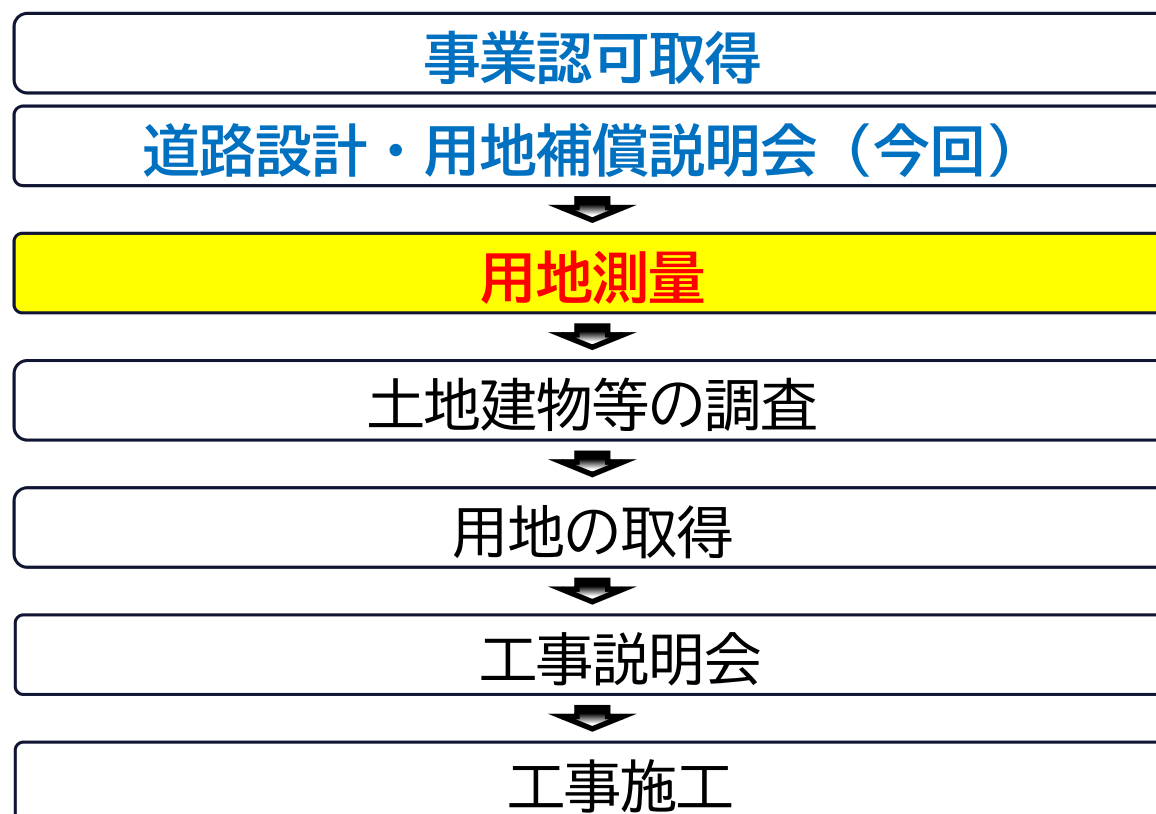 事業認可取得
道路設計・用地補償説明会（今回）
用地測量
土地建物等の調査
用地の取得
工事説明会
工事施工